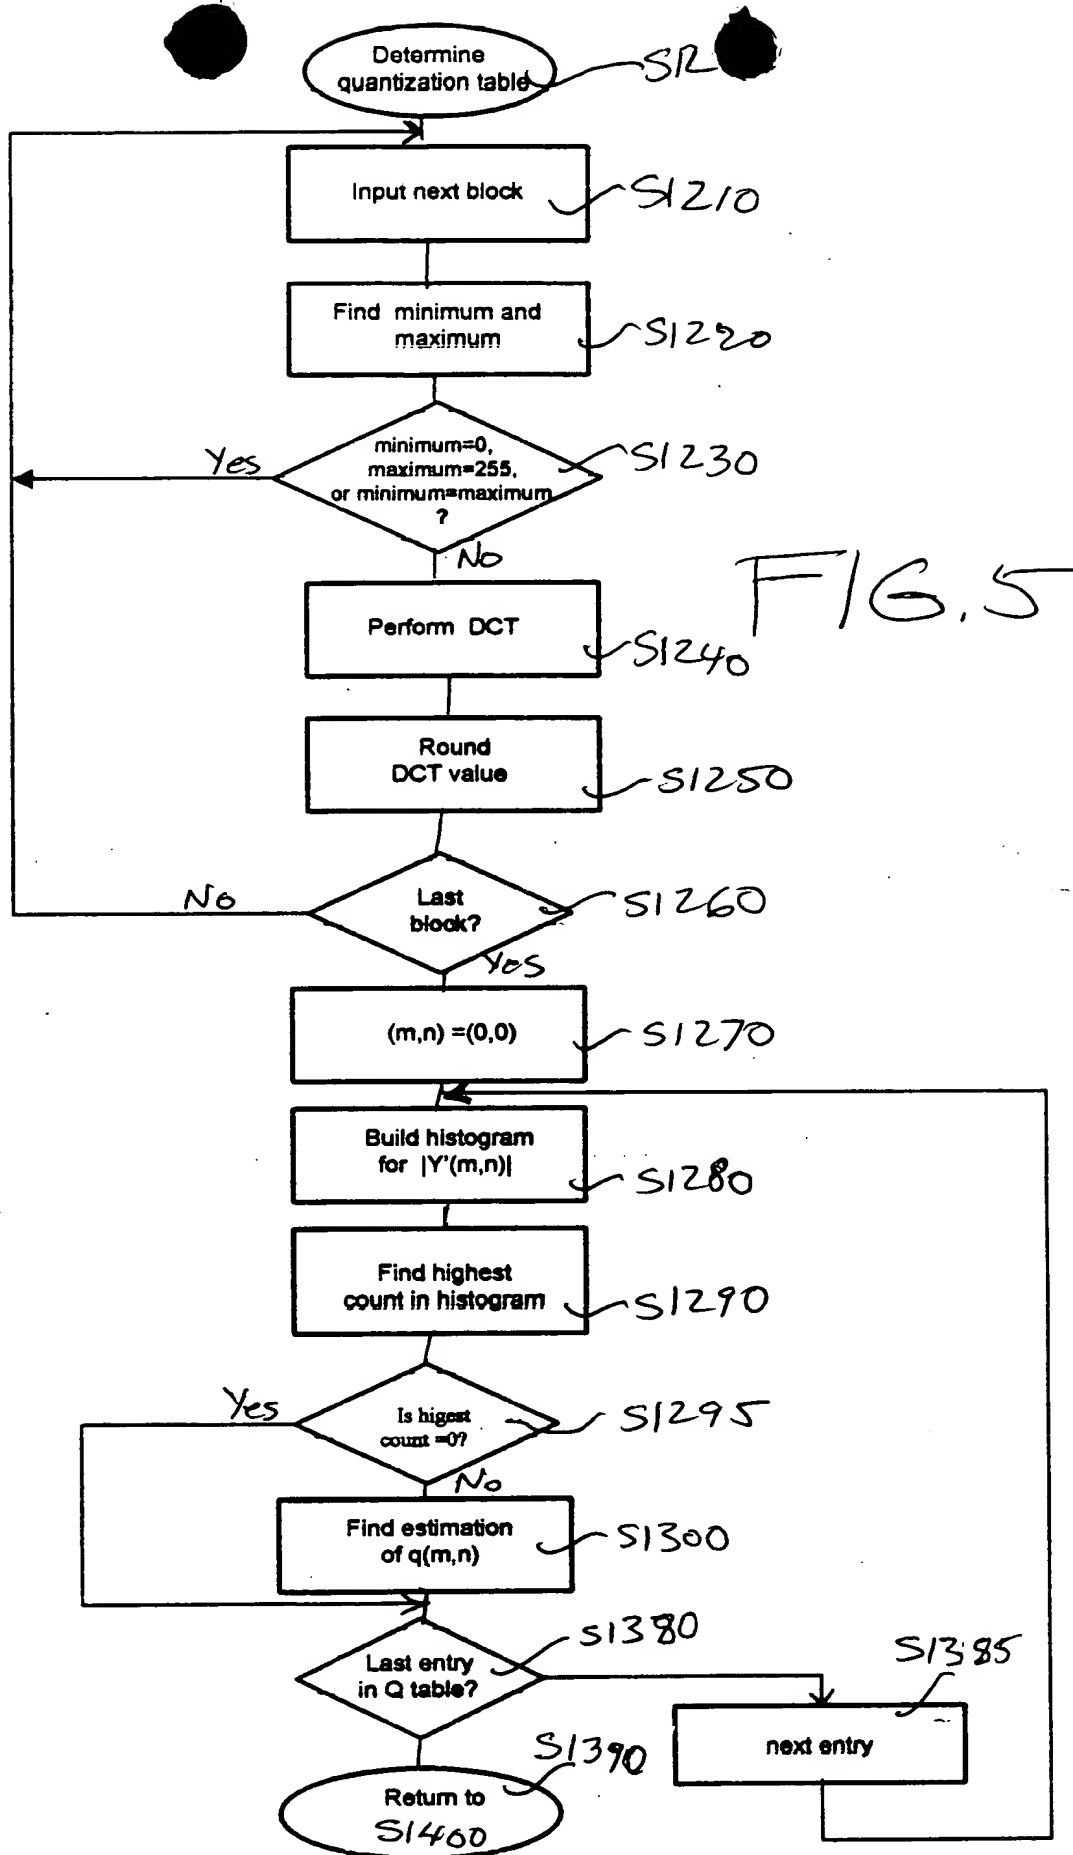 Determine
quantization table
SR
Input next block
S1210
Find minimum and
maximum
S1220
minimum=0,
maximum=255,
or minimum=maximum
?
S1230
Yes
No
FIG. 5
Perform DCT
S1240
Round
DCT value
S1250
Last
block?
S1260
No
Yes
(m,n) =(0,0)
S1270
Build histogram
for |Y'(m,n)|
S1280
Find highest
count in histogram
S1290
Is higest
count =0?
S1295
Yes
No
Find estimation
of q(m,n)
S1300
Last entry
in Q table?
S1380
S1385
next entry
S1390
Return to
S1400